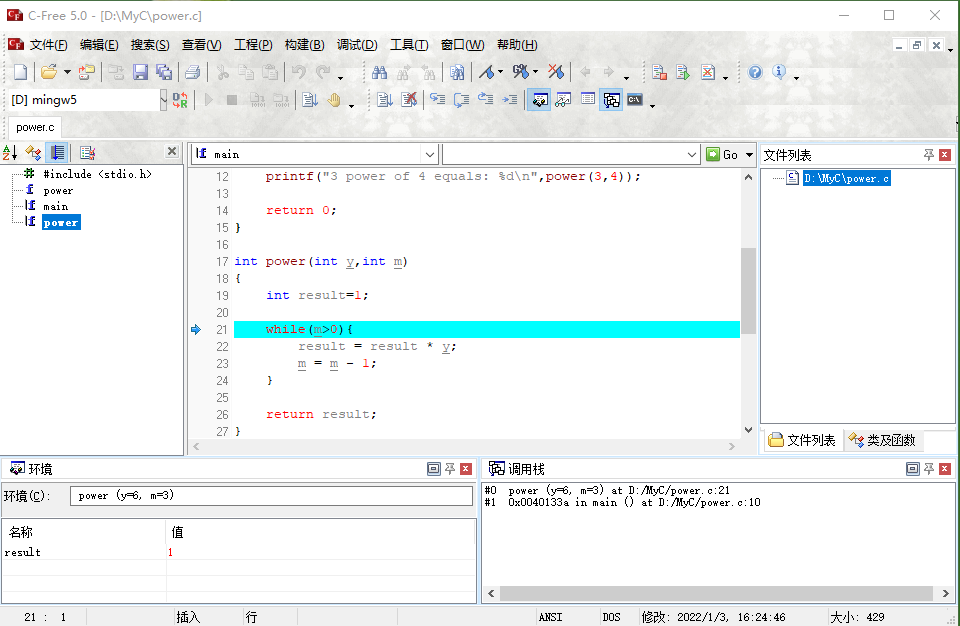 C-Free 5.0 - [D:\MyC\power.c]
文件(F) 编辑(E) 搜索(S) 查看(V) 工程(P) 构建(B) 调试(D) 工具(T) 窗口(W) 帮助(H)
[D] mingw5
power.c
main
Go
文件列表
#include <stdio.h>
power
main
power
D:\MyC\power.c
12 printf("3 power of 4 equals: %d\n",power(3,4));
13
14 return 0;
15 }
16
17 int power(int y,int m)
18 {
19 int result=1;
20
21 while(m>0){
22 result = result * y;
23 m = m - 1;
24 }
25
26 return result;
27 }
文件列表 类及函数
环境
环境(C): power (y=6, m=3)
名称 值
result 1
调用栈
#0 power (y=6, m=3) at D:/MyC/power.c:21
#1 0x0040133a in main () at D:/MyC/power.c:10
21 : 1 插入 行 ANSI DOS 修改: 2022/1/3, 16:24:46 大小: 429